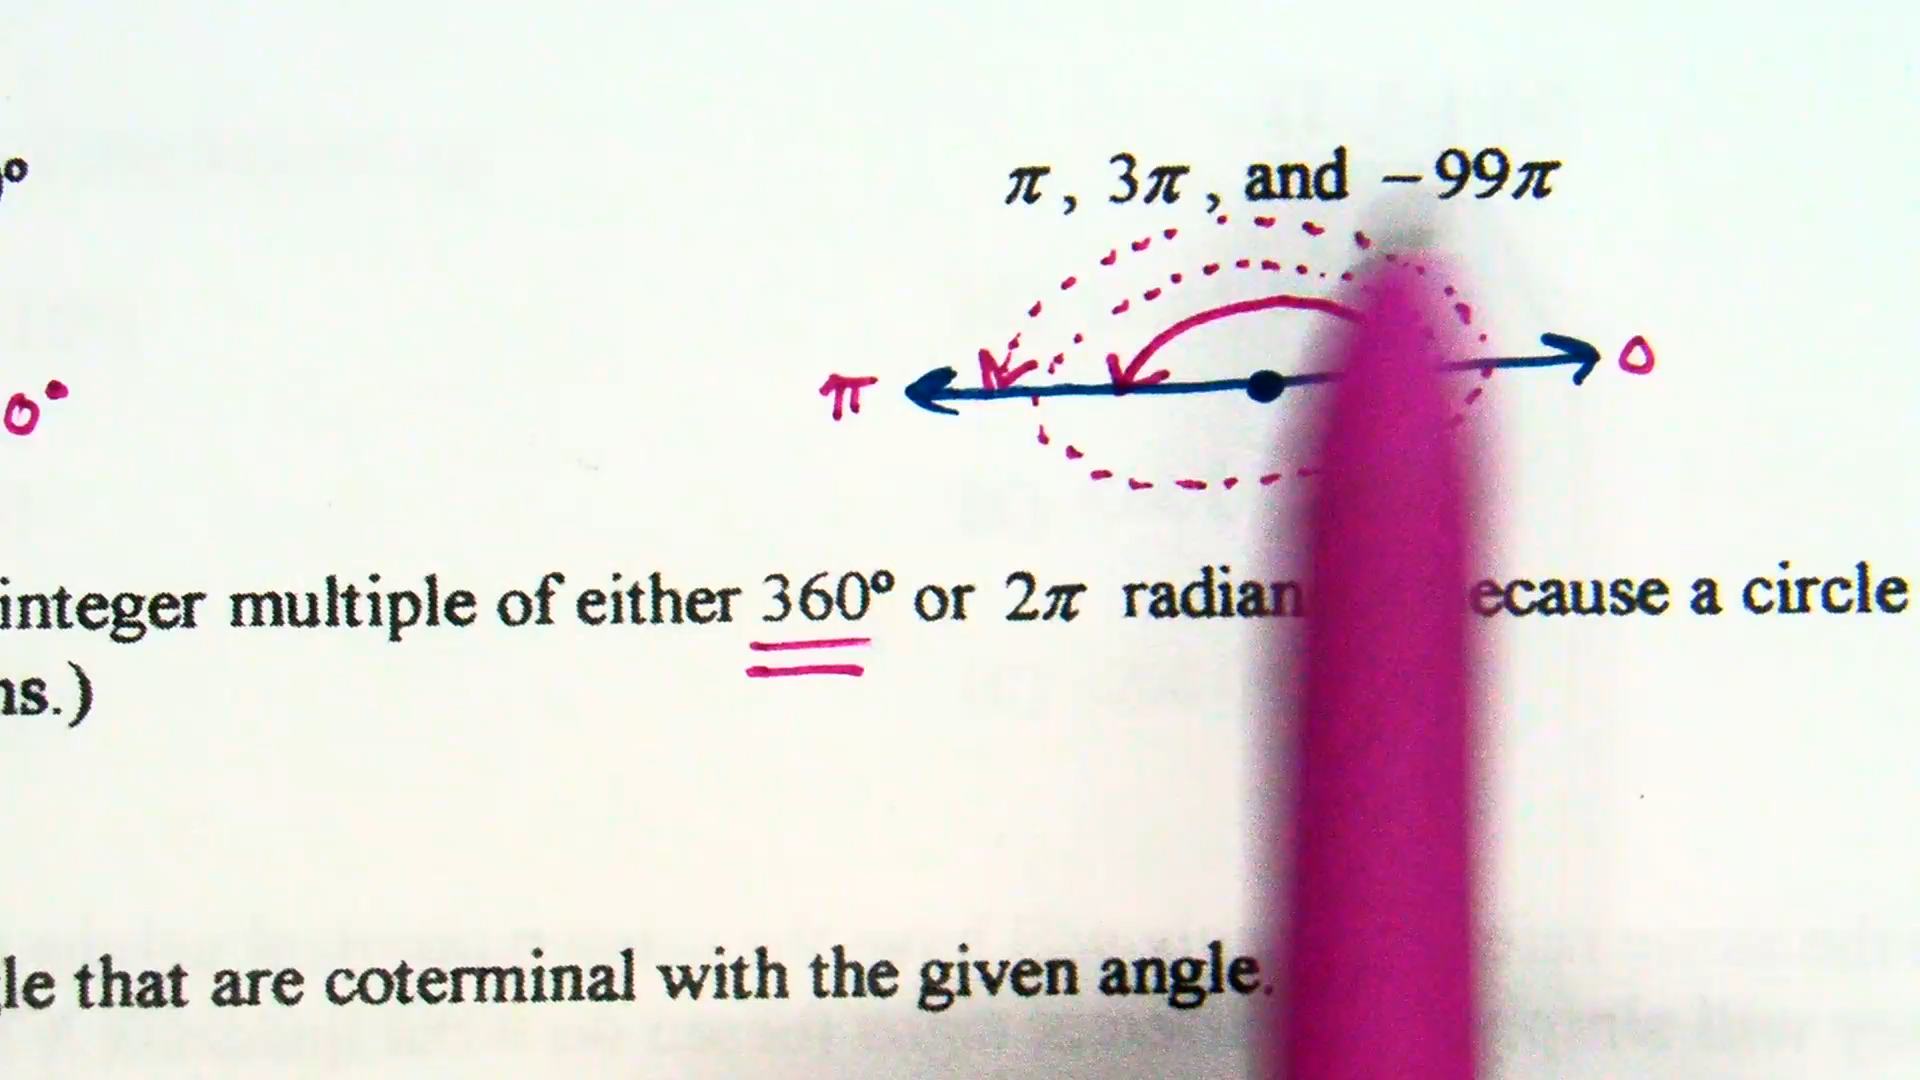 π, 3π, and −99π
π 0
0°
integer multiple of either 360° or 2π radian ecause a circle
ns.)
le that are coterminal with the given angle.